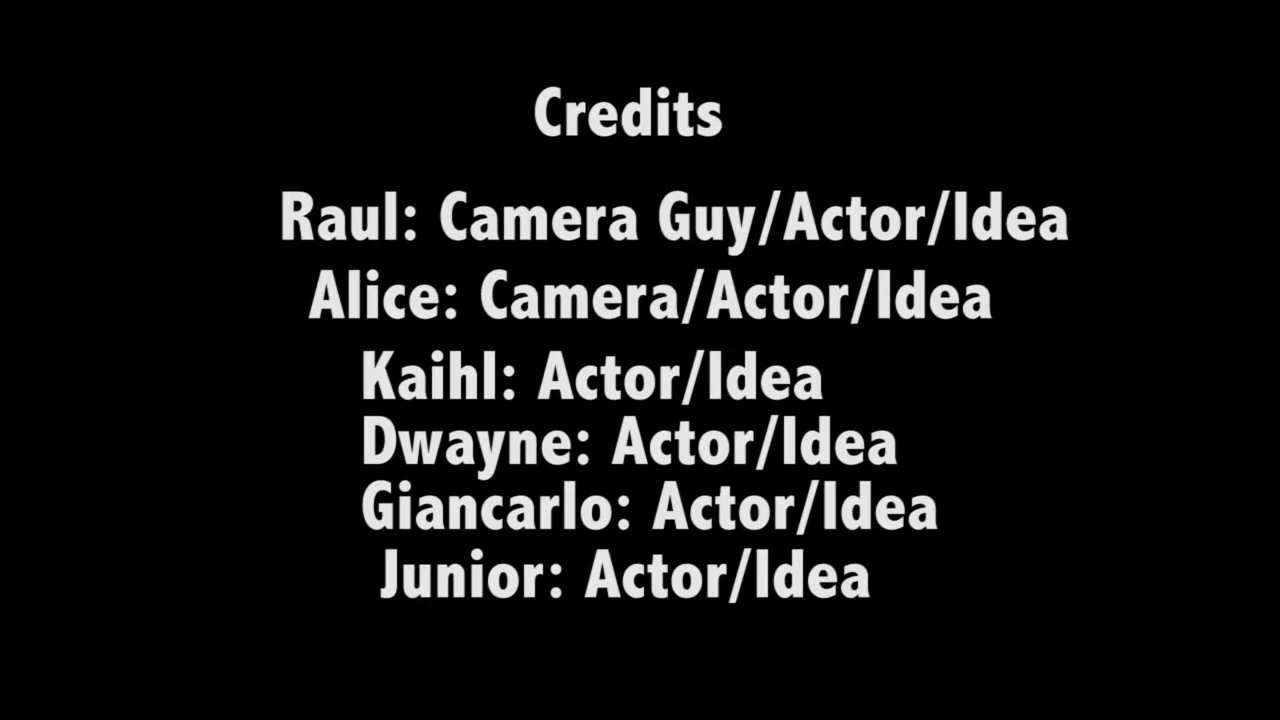 Credits
Raul: Camera Guy/Actor/Idea
Alice: Camera/Actor/Idea
Kaihl: Actor/Idea
Dwayne: Actor/Idea
Giancarlo: Actor/Idea
Junior: Actor/Idea